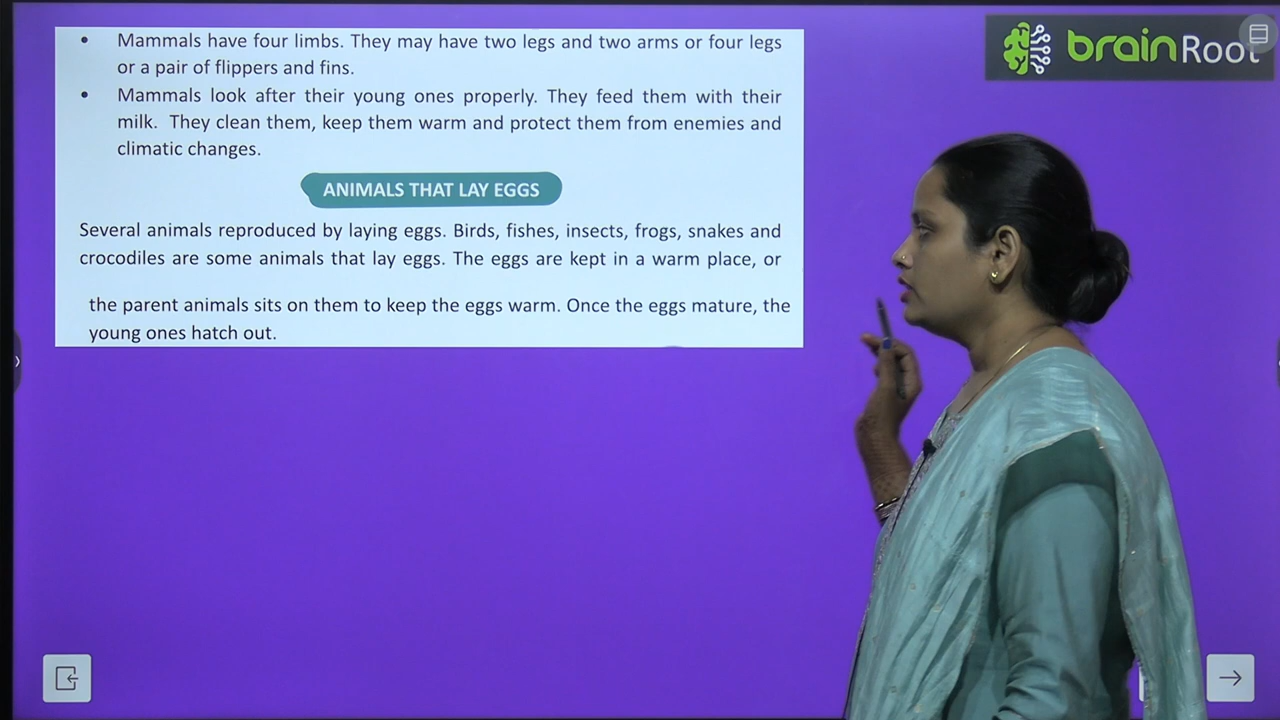 • Mammals have four limbs. They may have two legs and two arms or four legs
or a pair of flippers and fins.
• Mammals look after their young ones properly. They feed them with their
milk. They clean them, keep them warm and protect them from enemies and
climatic changes.
ANIMALS THAT LAY EGGS
Several animals reproduced by laying eggs. Birds, fishes, insects, frogs, snakes and
crocodiles are some animals that lay eggs. The eggs are kept in a warm place, or
the parent animals sits on them to keep the eggs warm. Once the eggs mature, the
young ones hatch out.
brainRoot